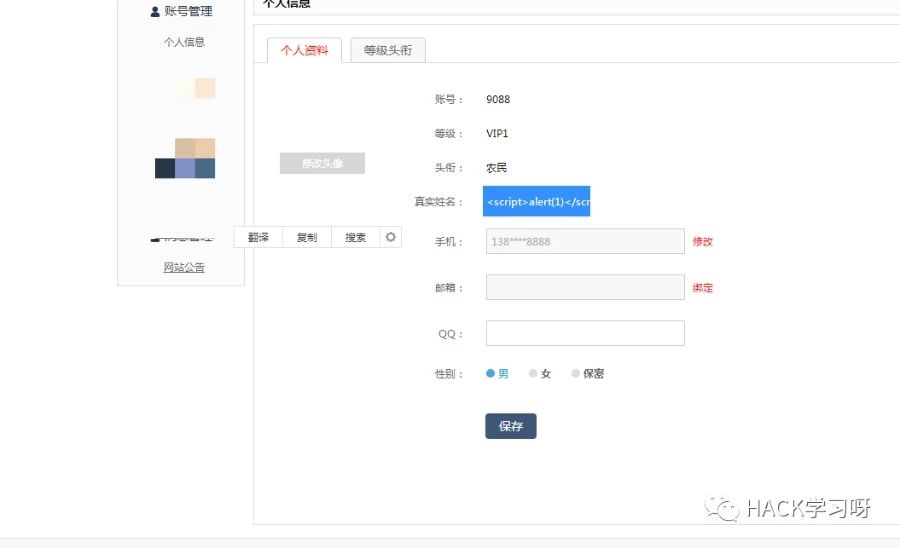 账号管理
个人信息
网站公告
个人信息
个人资料
等级头衔
修改头像
账号：
9088
等级：
VIP1
头衔：
农民
真实姓名：
<script>alert(1)</scr
翻译
复制
搜索
手机：
138****8888
修改
邮箱：
绑定
QQ：
性别：
男
女
保密
保存
HACK学习呀